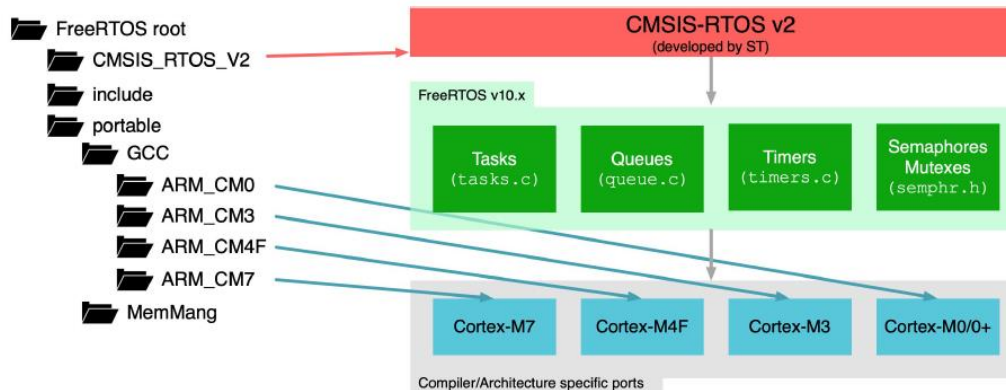 FreeRTOS root
CMSIS_RTOS_V2
include
portable
GCC
ARM_CM0
ARM_CM3
ARM_CM4F
ARM_CM7
MemMang
CMSIS-RTOS v2
(developed by ST)
FreeRTOS v10.x
Tasks
(tasks.c)
Queues
(queue.c)
Timers
(timers.c)
Semaphores
Mutexes
(semphr.h)
Cortex-M7
Cortex-M4F
Cortex-M3
Cortex-M0/0+
Compiler/Architecture specific ports